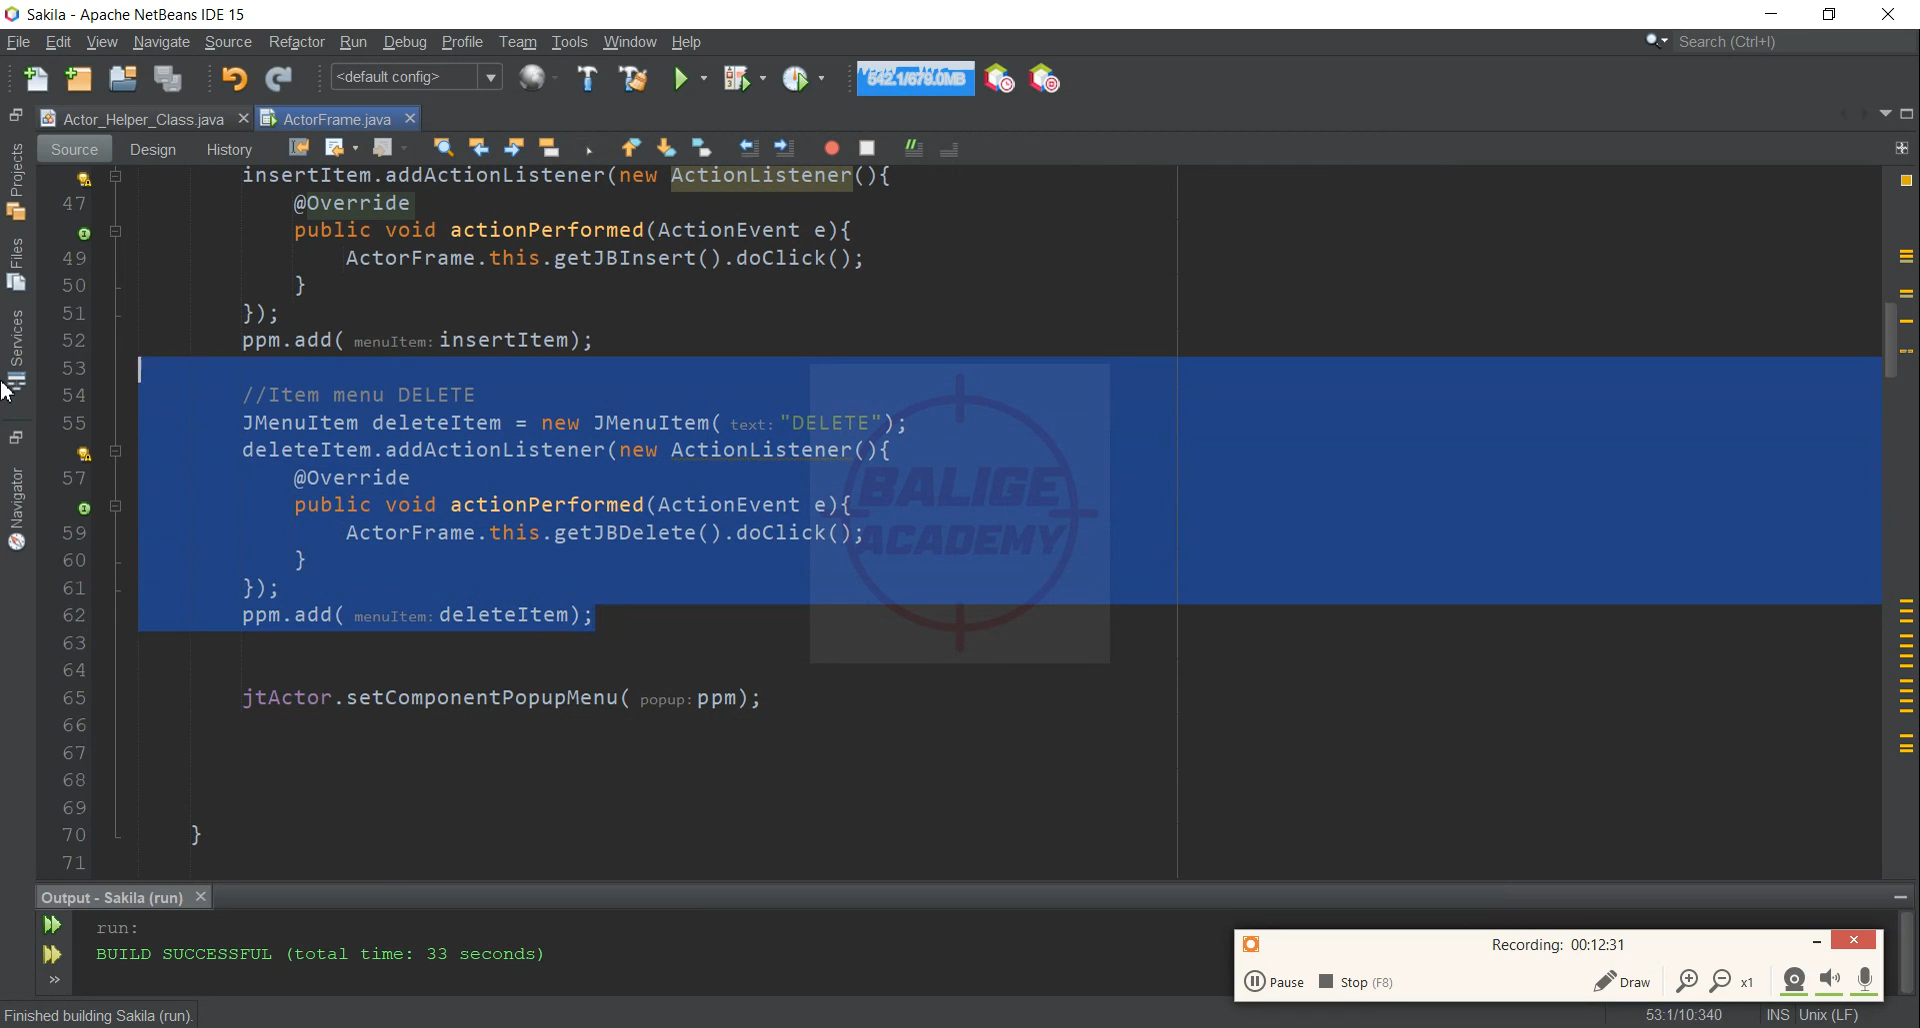 Sakila - Apache NetBeans IDE 15
File Edit View Navigate Source Refactor Run Debug Profile Team Tools Window Help
Search (Ctrl+I)
<default config>
542.1/679.0MB
Actor_Helper_Class.java
ActorFrame.java
Source Design History
Projects
Files
Services
Navigator
insertItem.addActionListener(new ActionListener(){
47 @Override
public void actionPerformed(ActionEvent e){
49 ActorFrame.this.getJBInsert().doClick();
50 }
51 });
52 ppm.add( menuItem: insertItem);
53
54 //Item menu DELETE
55 JMenuItem deleteItem = new JMenuItem( text: "DELETE");
deleteItem.addActionListener(new ActionListener(){
57 @Override
public void actionPerformed(ActionEvent e){
59 ActorFrame.this.getJBDelete().doClick();
60 }
61 });
62 ppm.add( menuItem: deleteItem);
63
64
65 jtActor.setComponentPopupMenu( popup: ppm);
66
67
68
69
70 }
71
BALIGE
ACADEMY
Output - Sakila (run)
run:
BUILD SUCCESSFUL (total time: 33 seconds)
Recording: 00:12:31
Pause Stop (F8) Draw x1
Finished building Sakila (run).
53:1/10:340 INS Unix (LF)